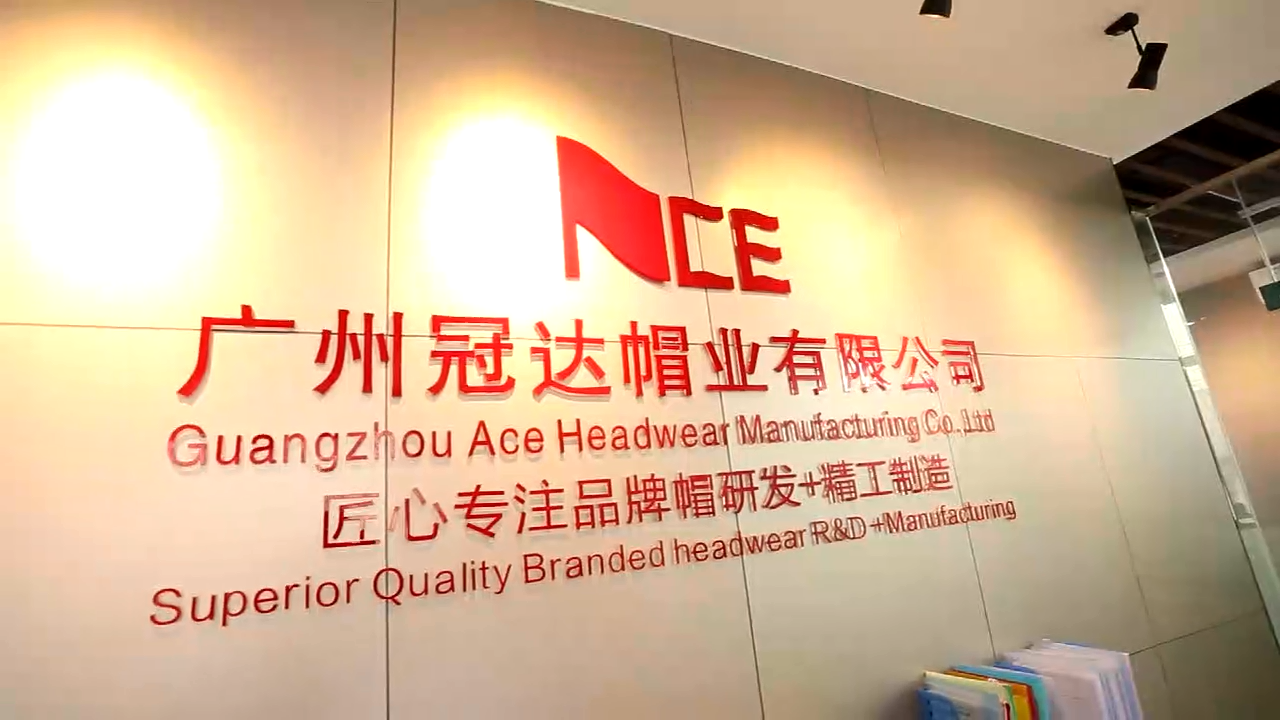 ACE
广州冠达帽业有限公司
Guangzhou Ace Headwear Manufacturing Co.,Ltd
匠心专注品牌帽研发+精工制造
Superior Quality Branded headwear R&D+Manufacturing